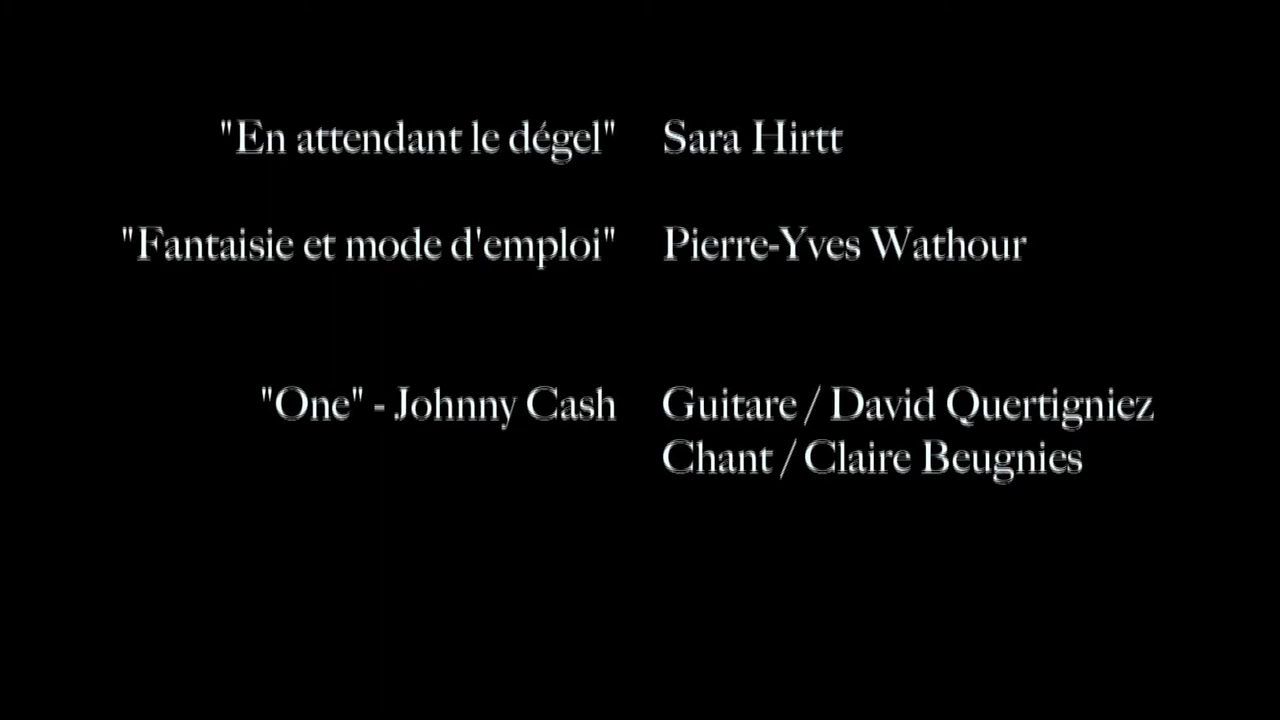 "En attendant le dégel" Sara Hirtt
"Fantaisie et mode d'emploi" Pierre-Yves Wathour
"One" - Johnny Cash Guitare / David Quertigniez
Chant / Claire Beugnies